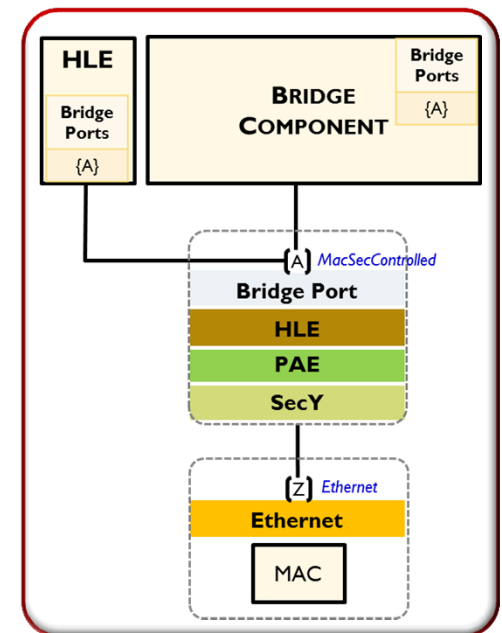 HLE
Bridge
Ports
{A}
BRIDGE
COMPONENT
Bridge
Ports
{A}
{A} MacSecControlled
Bridge Port
HLE
PAE
SecY
{Z} Ethernet
Ethernet
MAC